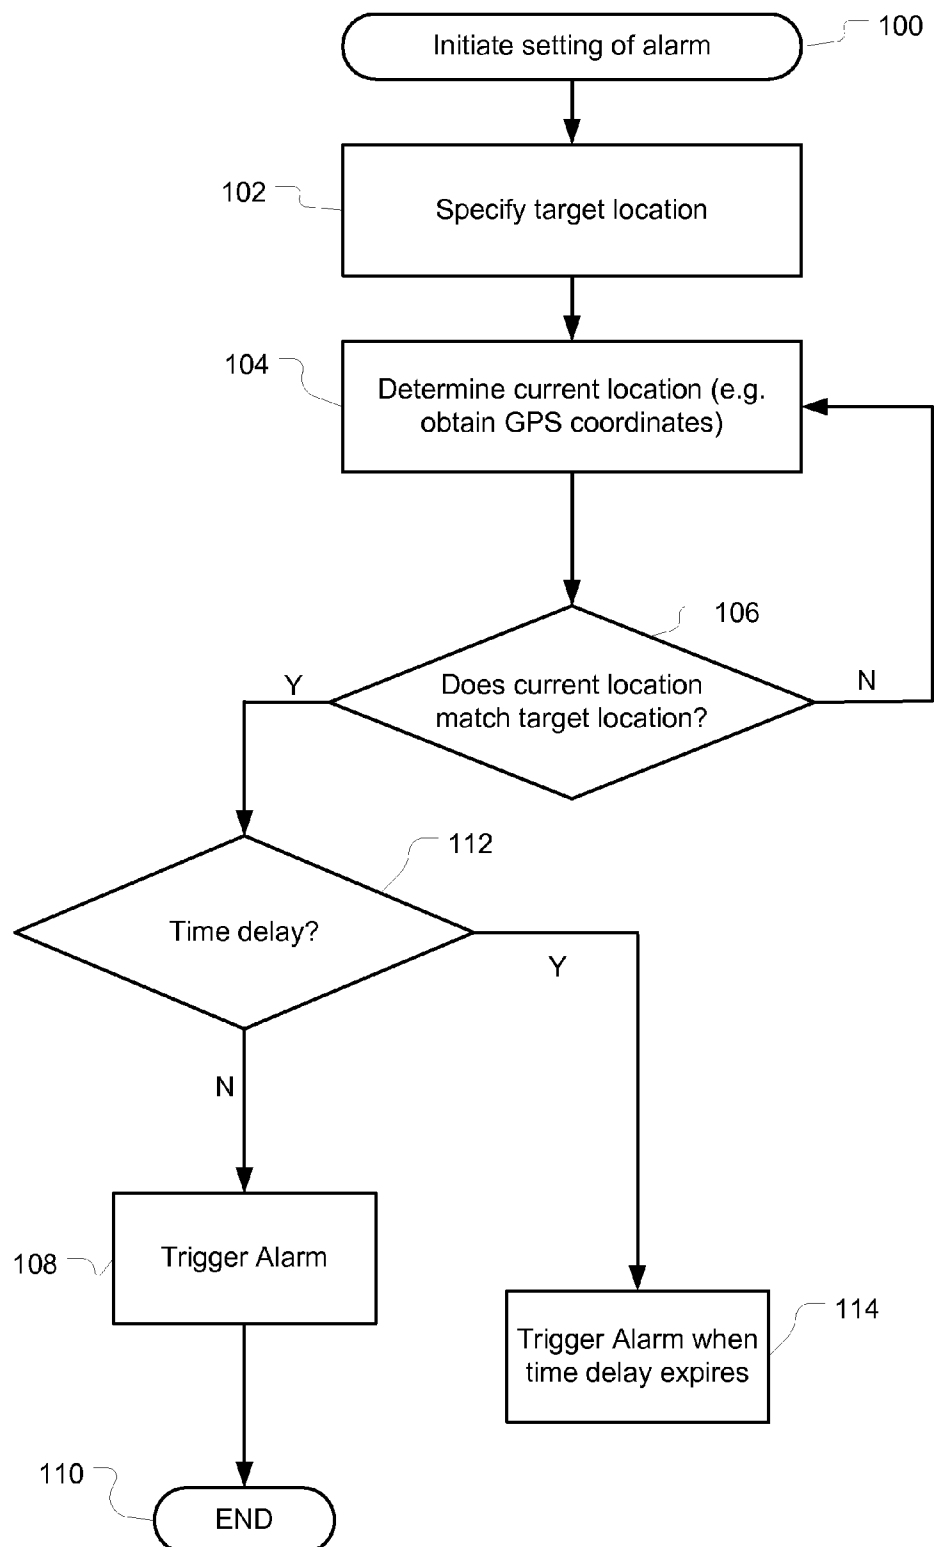 Initiate setting of alarm
100
102
Specify target location
104
Determine current location (e.g.
obtain GPS coordinates)
106
Does current location
match target location?
Y
N
112
Time delay?
Y
N
108
Trigger Alarm
114
Trigger Alarm when
time delay expires
110
END